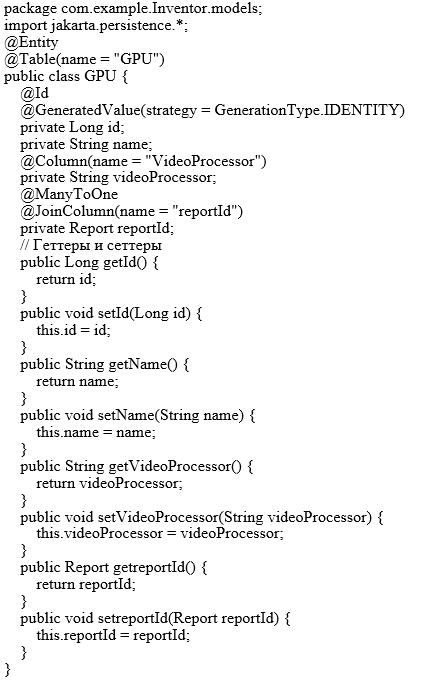 package com.example.Inventor.models;
import jakarta.persistence.*;
@Entity
@Table(name = "GPU")
public class GPU {
@Id
@GeneratedValue(strategy = GenerationType.IDENTITY)
private Long id;
private String name;
@Column(name = "VideoProcessor")
private String videoProcessor;
@ManyToOne
@JoinColumn(name = "reportId")
private Report reportId;
// Геттеры и сеттеры
public Long getId() {
return id;
}
public void setId(Long id) {
this.id = id;
}
public String getName() {
return name;
}
public void setName(String name) {
this.name = name;
}
public String getVideoProcessor() {
return videoProcessor;
}
public void setVideoProcessor(String videoProcessor) {
this.videoProcessor = videoProcessor;
}
public Report getreportId() {
return reportId;
}
public void setreportId(Report reportId) {
this.reportId = reportId;
}
}